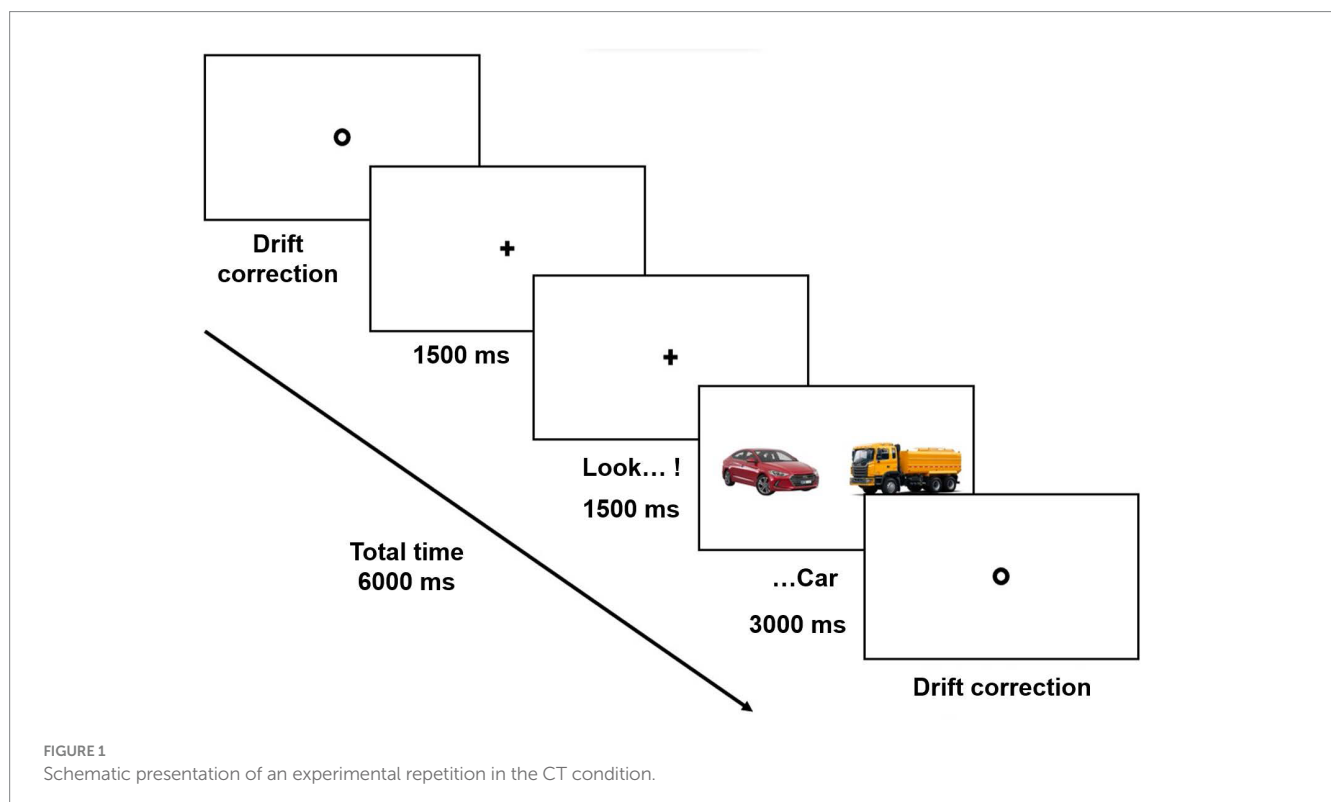 Drift
correction
1500 ms
Look... !
1500 ms
Total time
6000 ms
...Car
3000 ms
Drift correction
FIGURE 1
Schematic presentation of an experimental repetition in the CT condition.